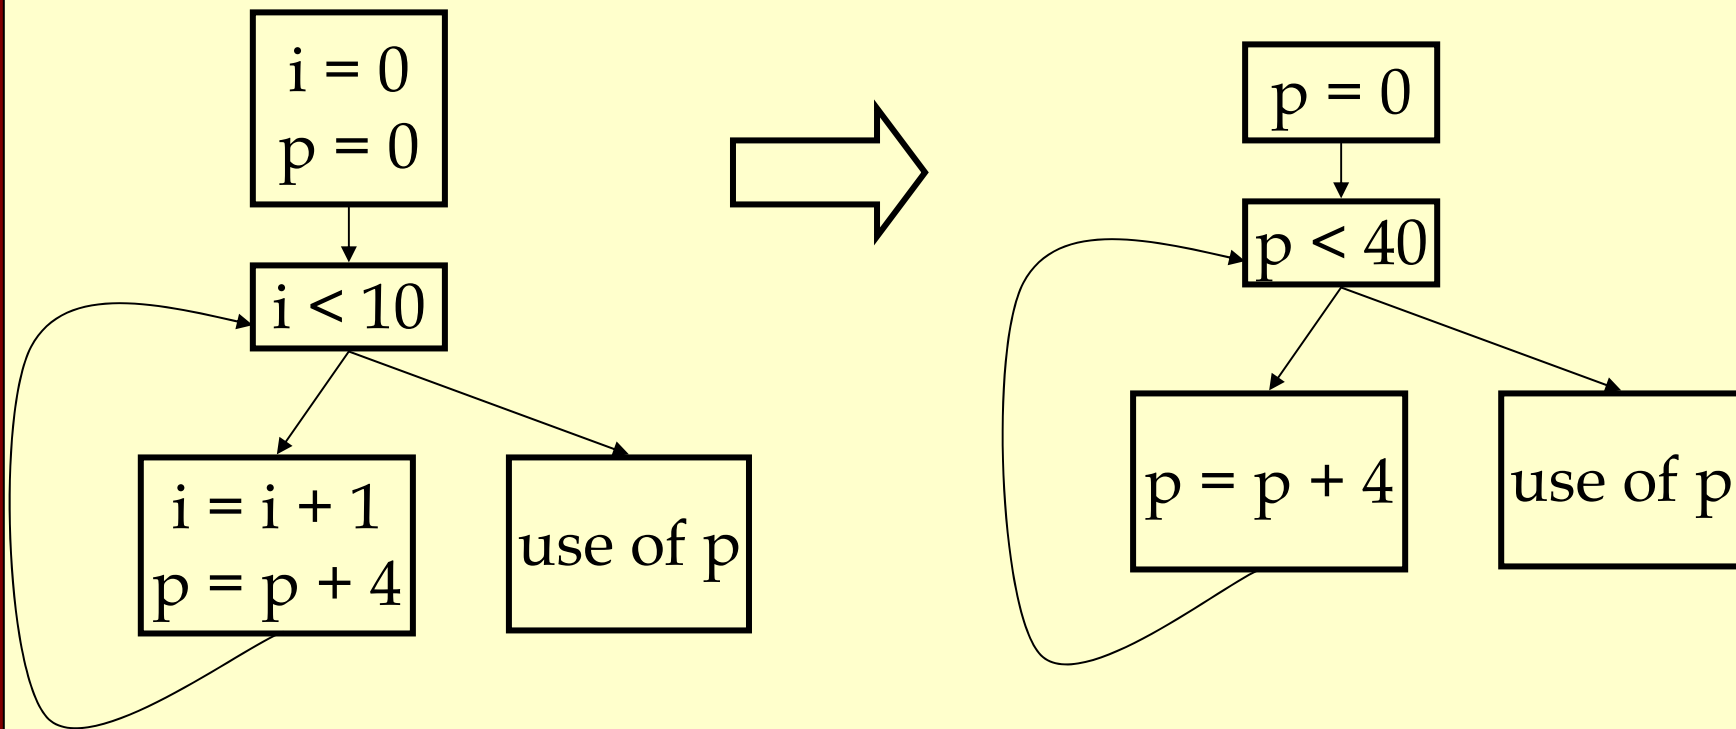 i = 0
p = 0
i < 10
i = i + 1
p = p + 4
use of p
p = 0
p < 40
p = p + 4
use of p